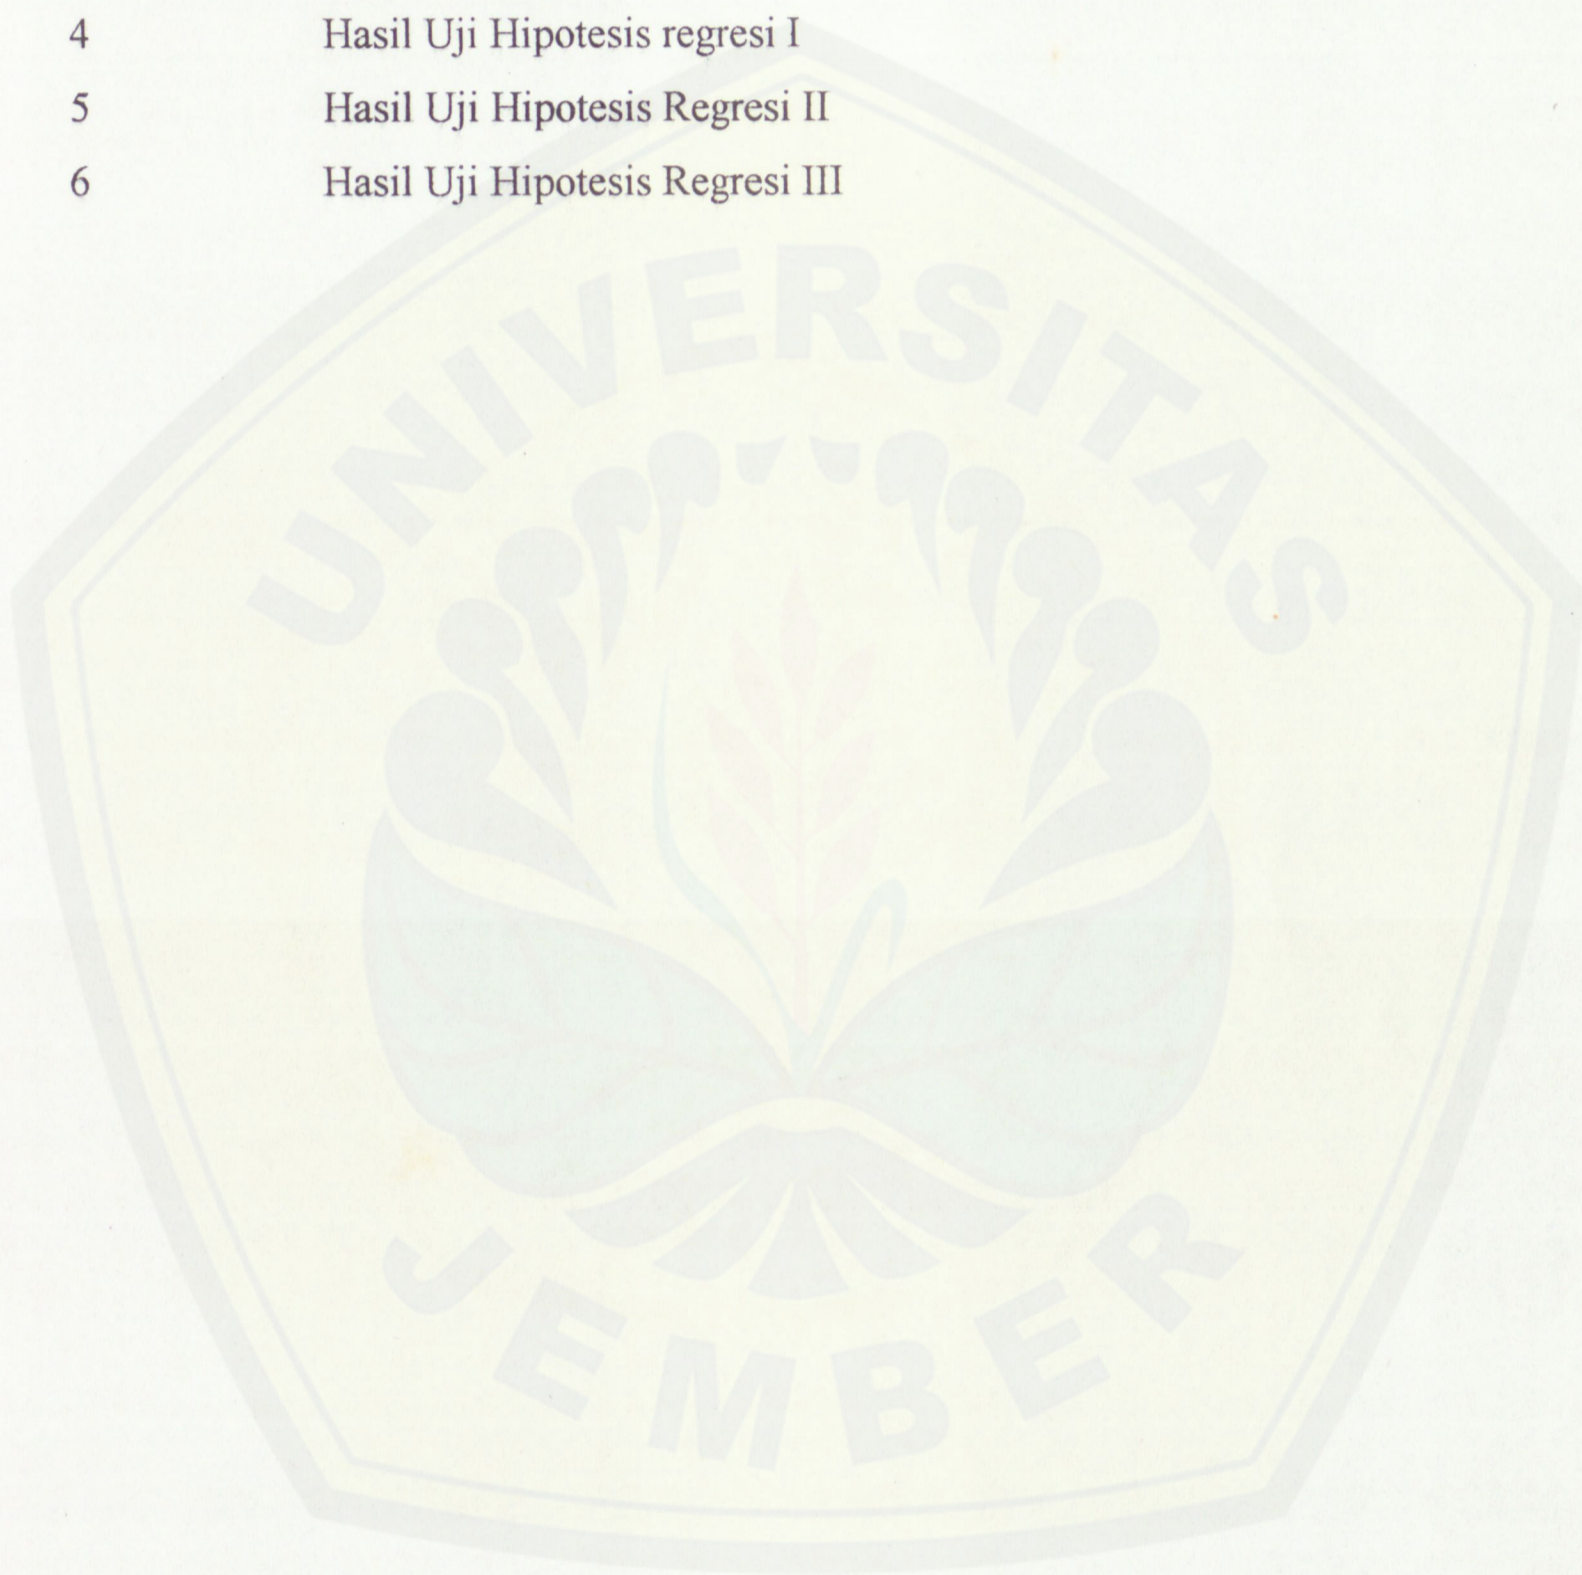 4 Hasil Uji Hipotesis regresi I
5 Hasil Uji Hipotesis Regresi II
6 Hasil Uji Hipotesis Regresi III
UNIVERSITAS
JEMBER